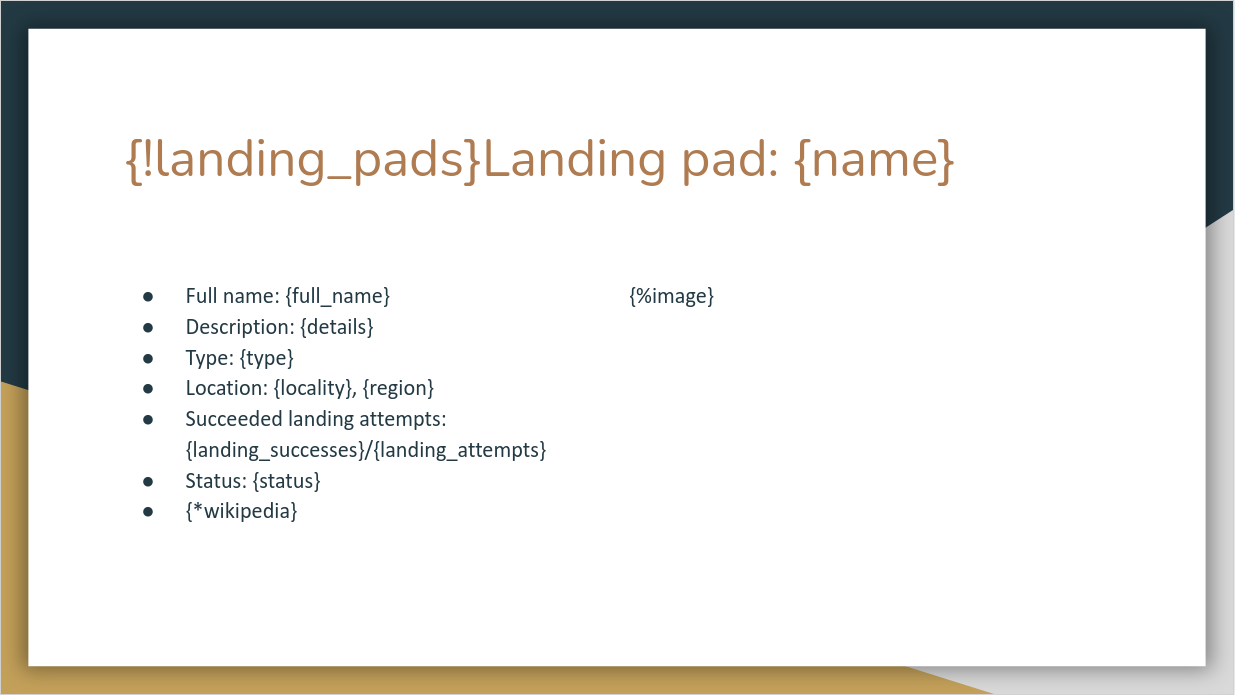 {!landing_pads}Landing pad: {name}
● Full name: {full_name}
● Description: {details}
● Type: {type}
● Location: {locality}, {region}
● Succeeded landing attempts:
{landing_successes}/{landing_attempts}
● Status: {status}
● {*wikipedia}
{%image}